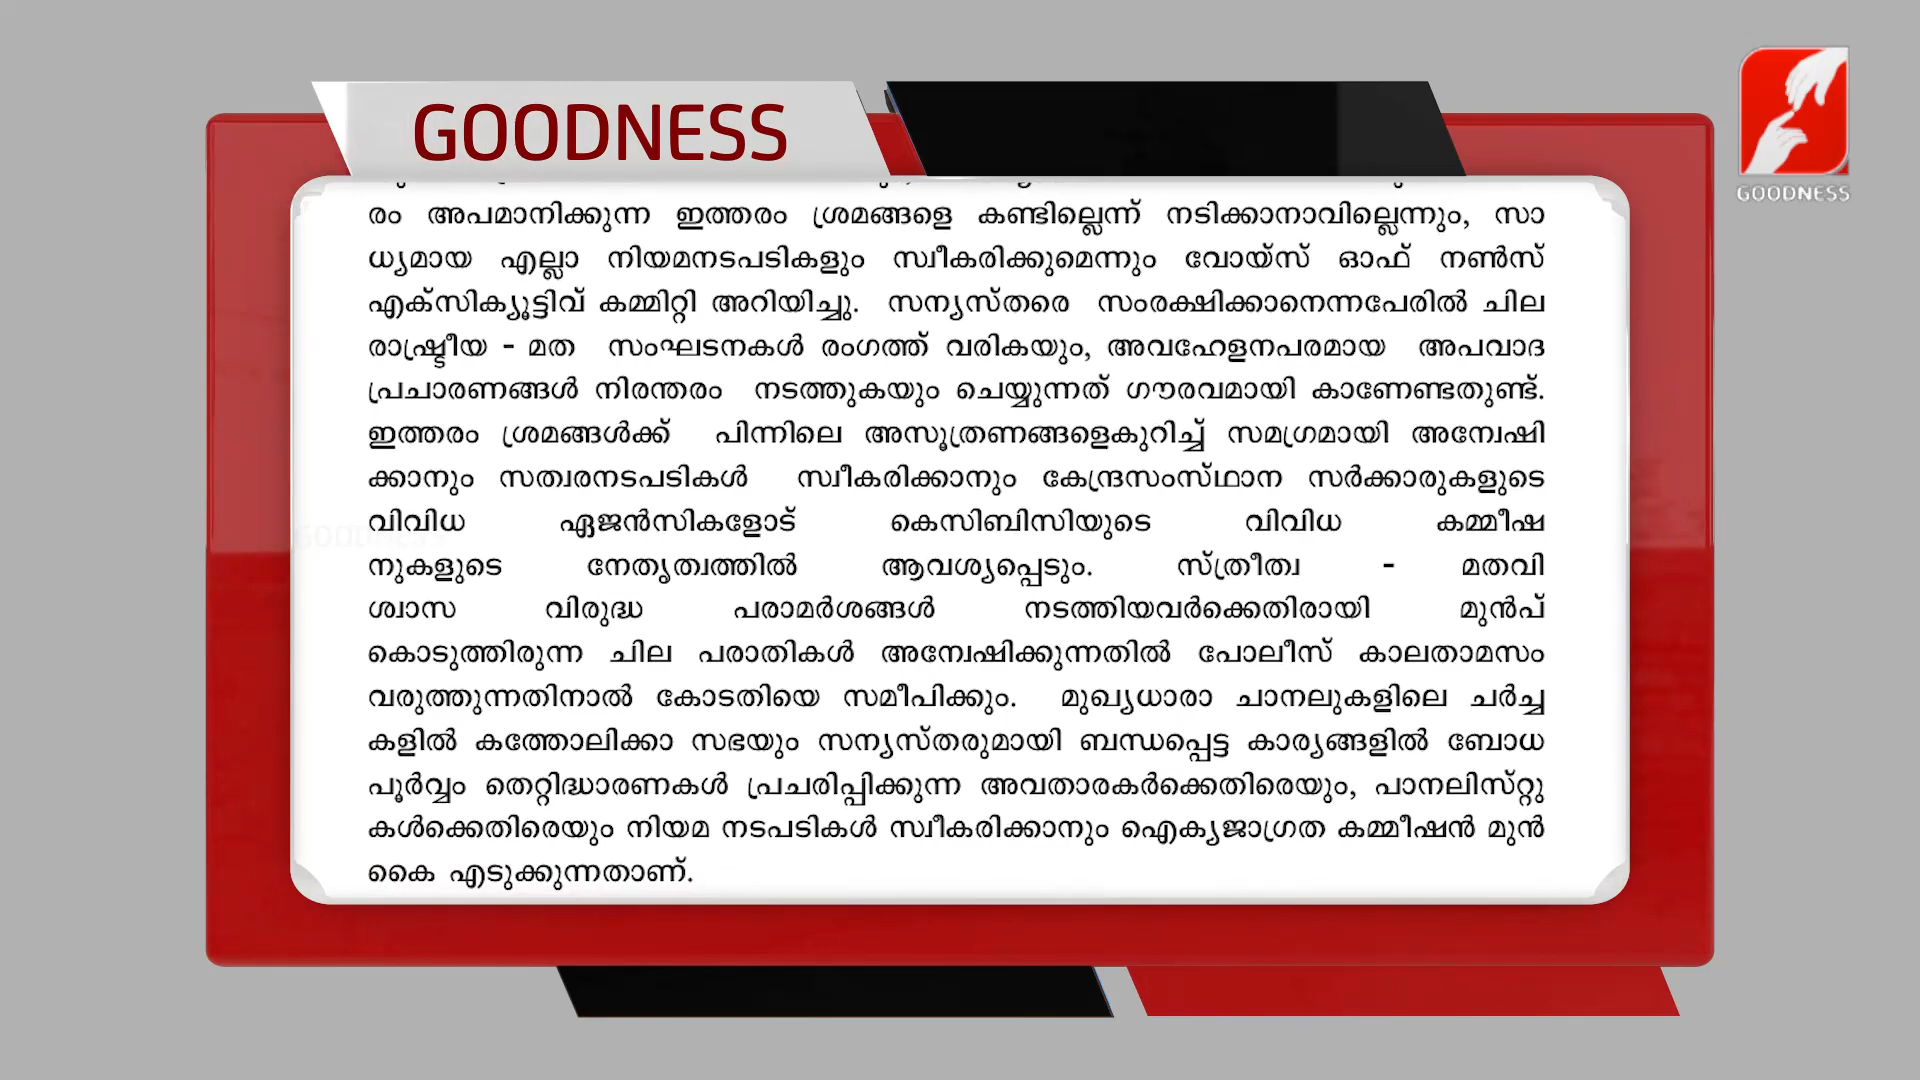 GOODNESS
GOODNESS
രം അപമാനിക്കുന്ന ഇത്തരം ശ്രമങ്ങളെ കണ്ടില്ലെന്ന് നടിക്കാനാവില്ലെന്നും, സാ
ധ്യമായ എല്ലാ നിയമനടപടികളും സ്വീകരിക്കുമെന്നും വോയ്സ് ഓഫ് നൺസ്
എക്സിക്യൂട്ടിവ് കമ്മിറ്റി അറിയിച്ചു. സന്യസ്തരെ സംരക്ഷിക്കാനെന്നപേരിൽ ചില
രാഷ്ട്രീയ - മത സംഘടനകൾ രംഗത്ത് വരികയും, അവഹേളനപരമായ അപവാദ
പ്രചാരണങ്ങൾ നിരന്തരം നടത്തുകയും ചെയ്യുന്നത് ഗൗരവമായി കാണേണ്ടതുണ്ട്.
ഇത്തരം ശ്രമങ്ങൾക്ക് പിന്നിലെ അസൂത്രണങ്ങളെകുറിച്ച് സമഗ്രമായി അന്വേഷി
ക്കാനും സത്വരനടപടികൾ സ്വീകരിക്കാനും കേന്ദ്രസംസ്ഥാന സർക്കാരുകളുടെ
വിവിധ ഏജൻസികളോട് കെസിബിസിയുടെ വിവിധ കമ്മീഷ
നുകളുടെ നേതൃത്വത്തിൽ ആവശ്യപ്പെടും. സ്ത്രീത്വ - മതവി
ശ്വാസ വിരുദ്ധ പരാമർശങ്ങൾ നടത്തിയവർക്കെതിരായി മുൻപ്
കൊടുത്തിരുന്ന ചില പരാതികൾ അന്വേഷിക്കുന്നതിൽ പോലീസ് കാലതാമസം
വരുത്തുന്നതിനാൽ കോടതിയെ സമീപിക്കും. മുഖ്യധാരാ ചാനലുകളിലെ ചർച്ച
കളിൽ കത്തോലിക്കാ സഭയും സന്യസ്തരുമായി ബന്ധപ്പെട്ട കാര്യങ്ങളിൽ ബോധ
പൂർവ്വം തെറ്റിദ്ധാരണകൾ പ്രചരിപ്പിക്കുന്ന അവതാരകർക്കെതിരെയും, പാനലിസ്റ്റു
കൾക്കെതിരെയും നിയമ നടപടികൾ സ്വീകരിക്കാനും ഐക്യജാഗ്രത കമ്മീഷൻ മുൻ
കൈ എടുക്കുന്നതാണ്.